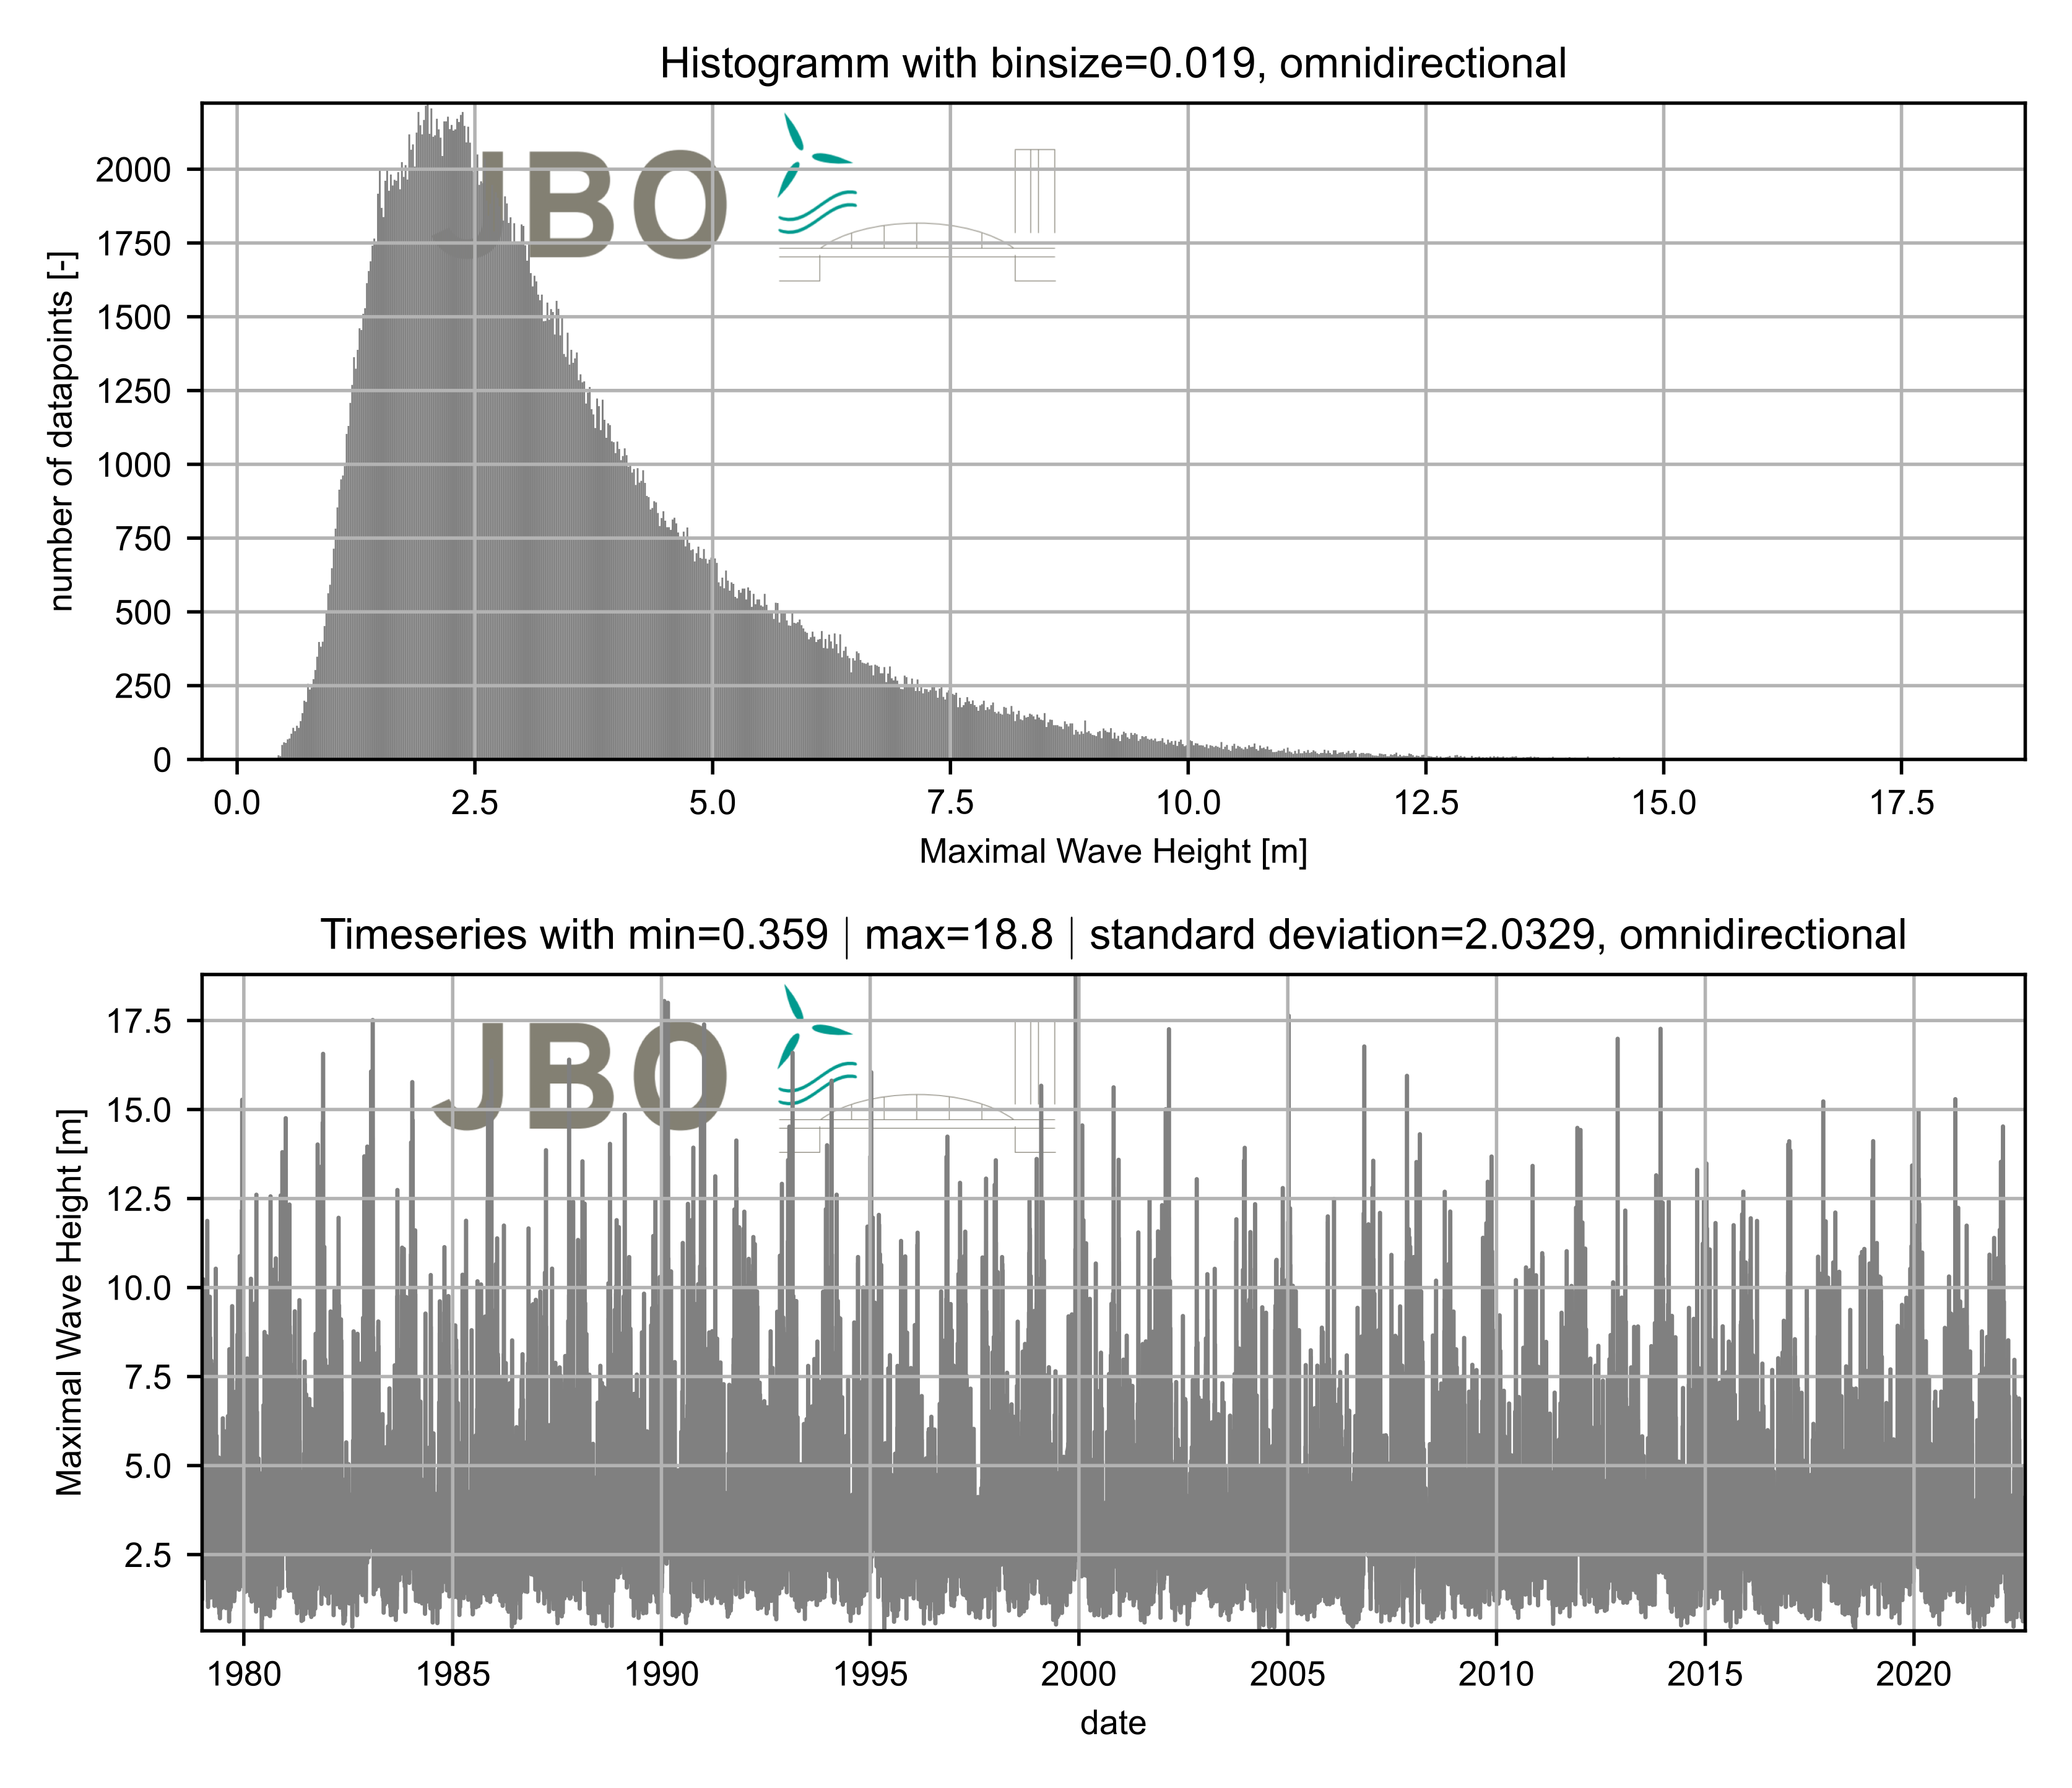 Histogramm with binsize=0.019, omnidirectional
JBO
number of datapoints [-]
2000
1750
1500
1250
1000
750
500
250
0
0.0 2.5 5.0 7.5 10.0 12.5 15.0 17.5
Maximal Wave Height [m]
Timeseries with min=0.359 | max=18.8 | standard deviation=2.0329, omnidirectional
JBO
Maximal Wave Height [m]
17.5
15.0
12.5
10.0
7.5
5.0
2.5
1980 1985 1990 1995 2000 2005 2010 2015 2020
date